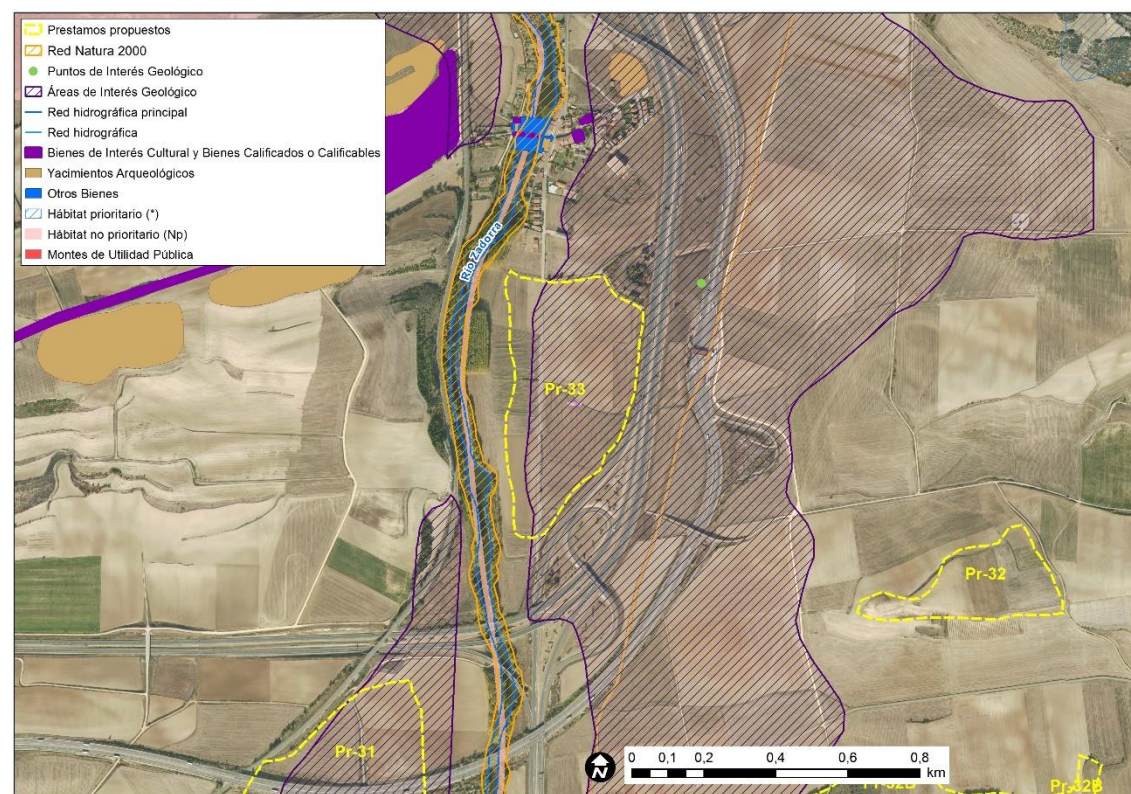 Prestamos propuestos
Red Natura 2000
Puntos de Interés Geológico
Áreas de Interés Geológico
Red hidrográfica principal
Red hidrográfica
Bienes de Interés Cultural y Bienes Calificados o Calificables
Yacimientos Arqueológicos
Otros Bienes
Hábitat prioritario (*)
Hábitat no prioritario (Np)
Montes de Utilidad Pública
Río Zadorra
Pr-33
Pr-32
Pr-31
N
0 0,1 0,2 0,4 0,6 0,8
km
Pr-32B Pr-32B